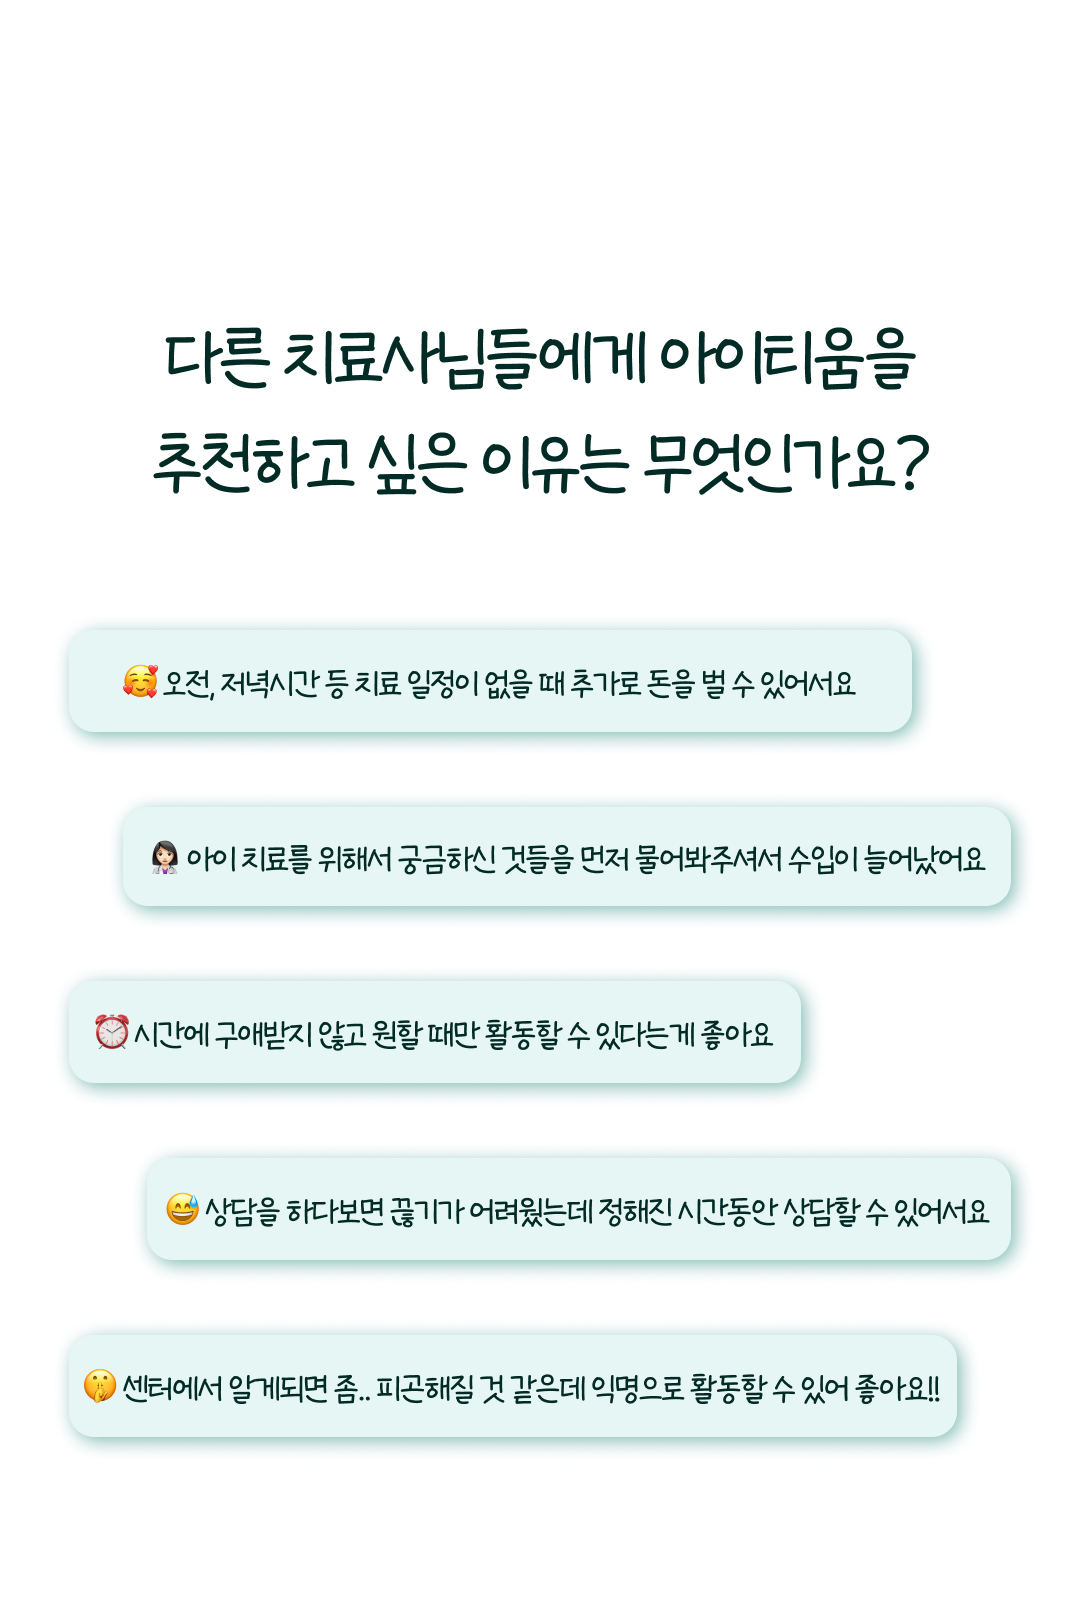 다른 치료사님들에게 아이티움을
추천하고 싶은 이유는 무엇인가요?
🥰 오전, 저녁시간 등 치료 일정이 없을 때 추가로 돈을 벌 수 있어서요
👩🏻‍⚕️ 아이 치료를 위해서 궁금하신 것들을 먼저 물어봐주셔서 수입이 늘어났어요
⏰ 시간에 구애받지 않고 원할 때만 활동할 수 있다는게 좋아요
😅 상담을 하다보면 끊기가 어려웠는데 정해진 시간동안 상담할 수 있어서요
🤫 센터에서 알게되면 좀.. 피곤해질 것 같은데 익명으로 활동할 수 있어 좋아요!!